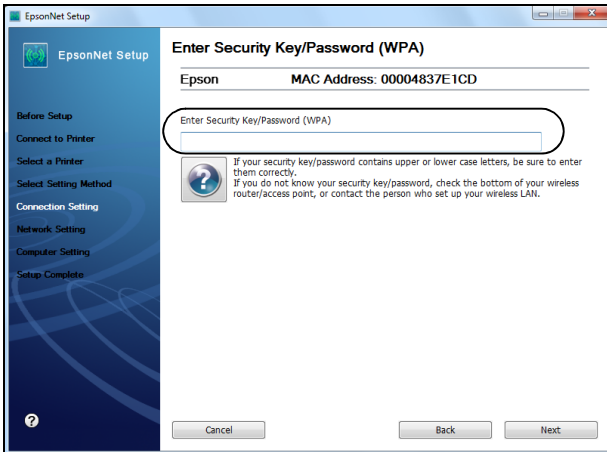 EpsonNet Setup
EpsonNet Setup
Enter Security Key/Password (WPA)
Epson MAC Address: 00004837E1CD
Before Setup
Connect to Printer
Select a Printer
Select Setting Method
Connection Setting
Network Setting
Computer Setting
Setup Complete
Enter Security Key/Password (WPA)
If your security key/password contains upper or lower case letters, be sure to enter
them correctly.
If you do not know your security key/password, check the bottom of your wireless
router/access point, or contact the person who set up your wireless LAN.
Cancel Back Next